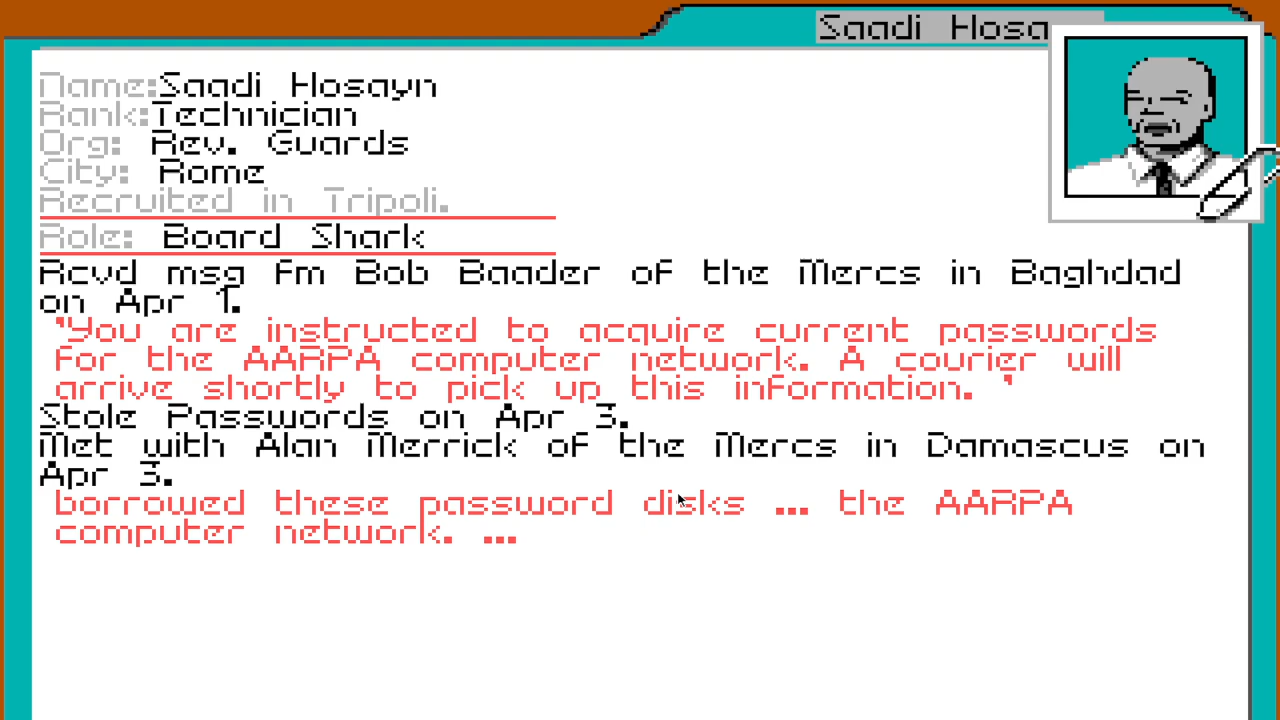 Saadi Hosa
Name:Saadi Hosayn
Rank:Technician
Org: Rev. Guards
City: Rome
Recruited in Tripoli.
Role: Board Shark
Rcvd msg fm Bob Baader of the Mercs in Baghdad
on Apr 1.
"You are instructed to acquire current passwords
for the AARPA computer network. A courier will
arrive shortly to pick up this information. "
Stole Passwords on Apr 3.
Met with Alan Merrick of the Mercs in Damascus on
Apr 3.
borrowed these password disks ... the AARPA
computer network. ...